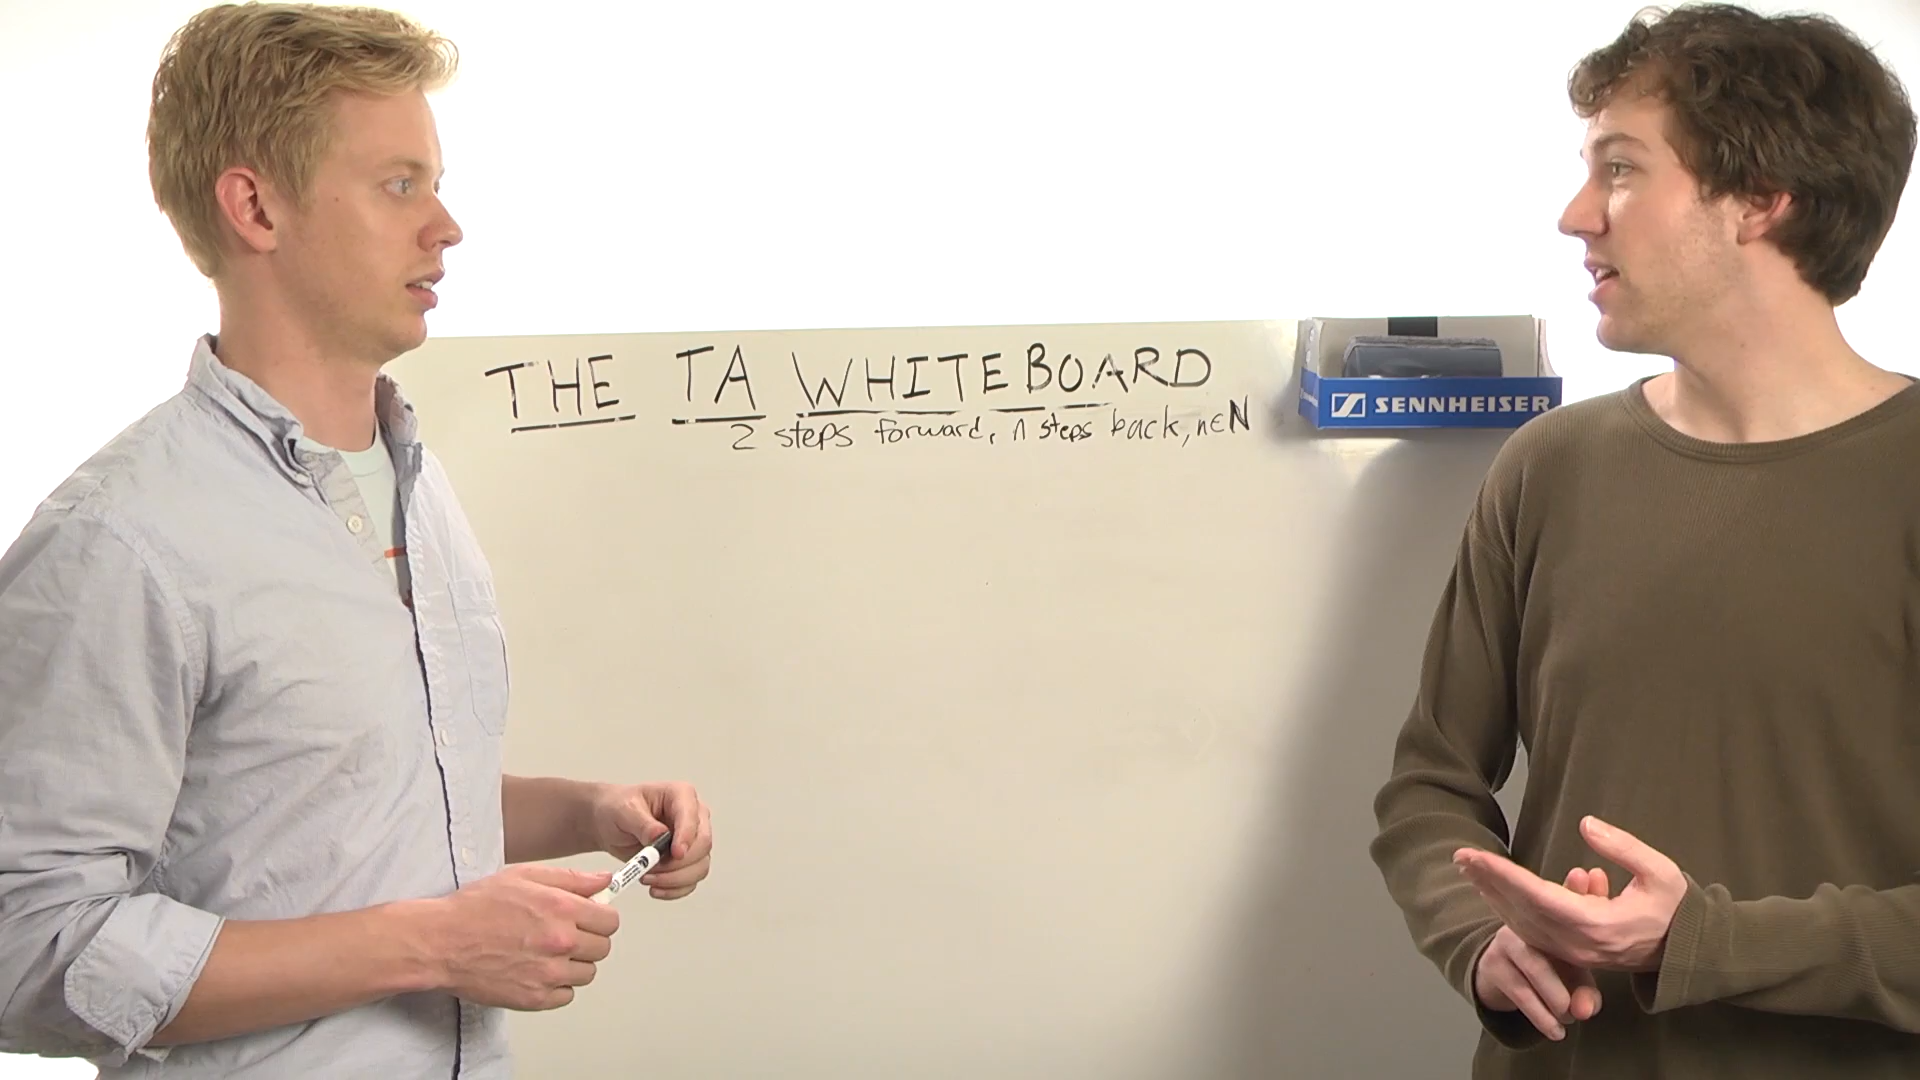 THE TA WHITEBOARD
2 steps forward, n steps back, n∈N
SENNHEISER